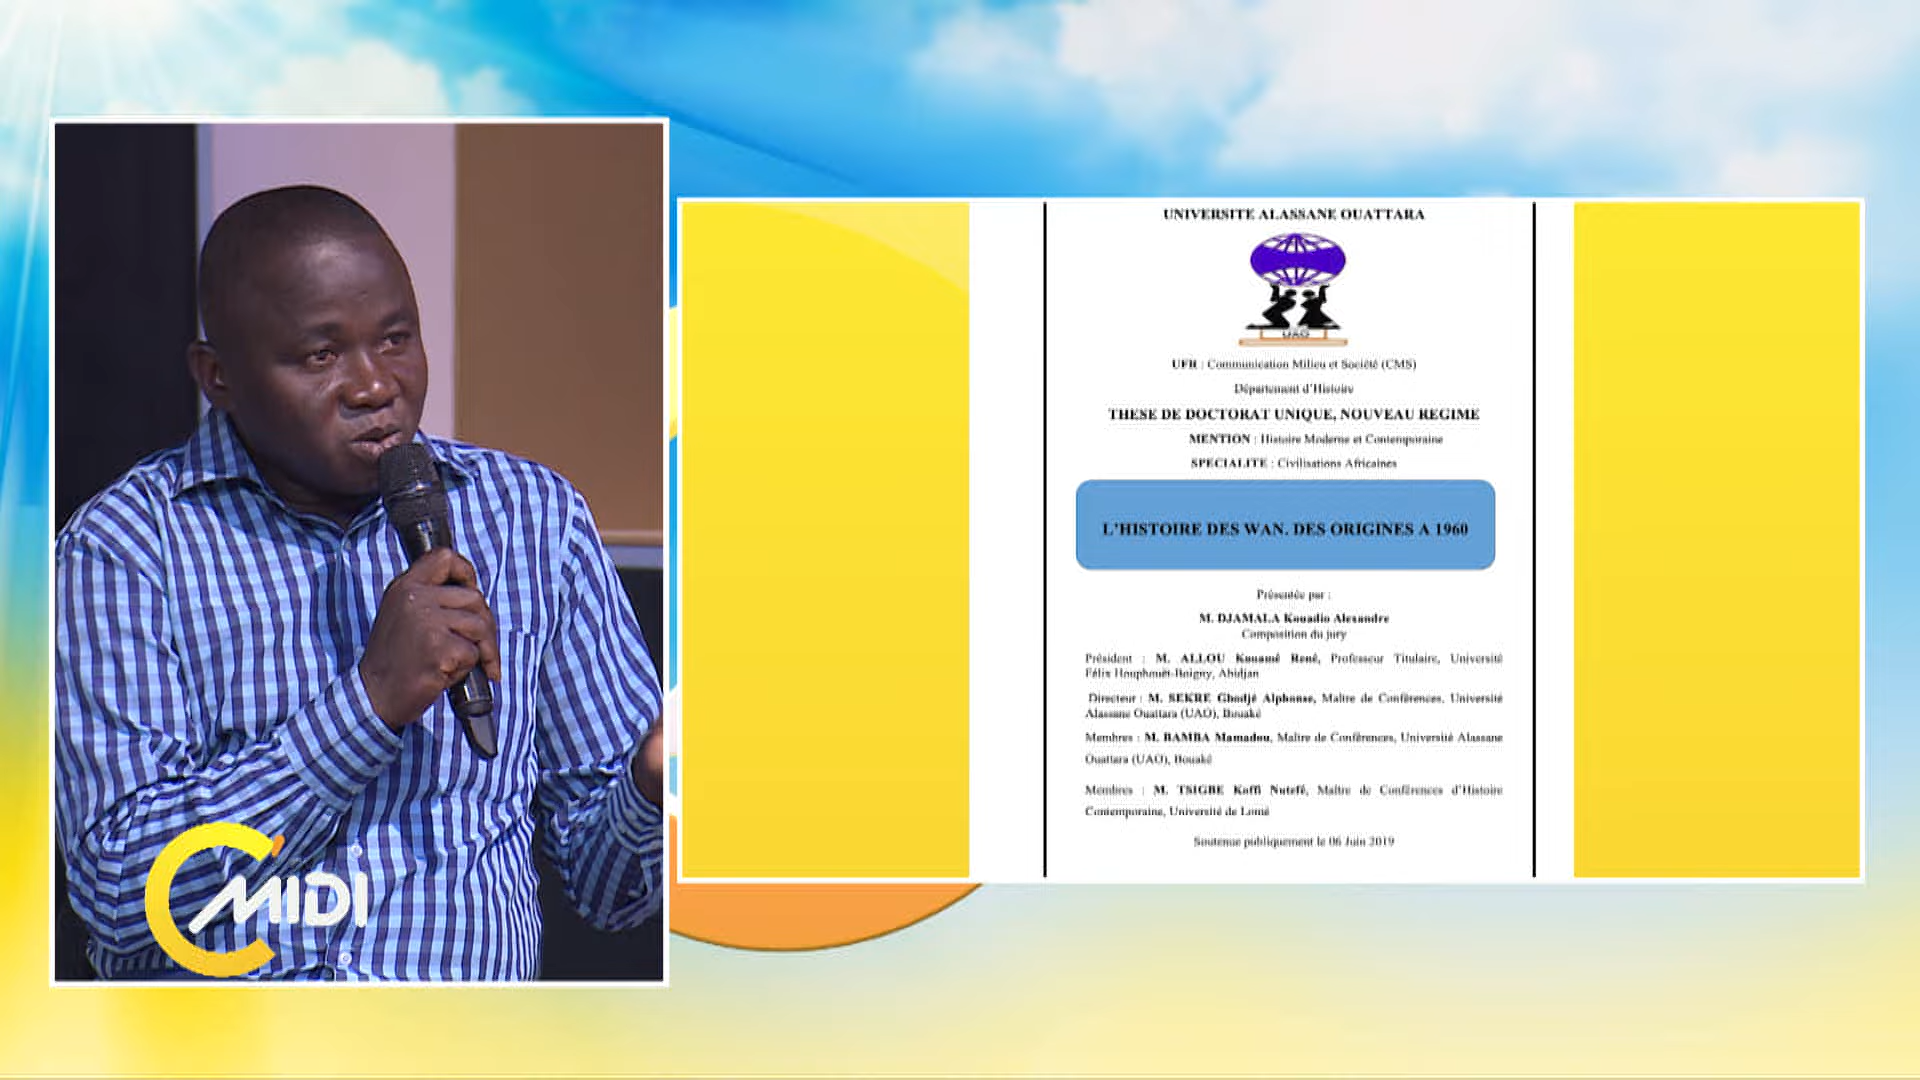 C MIDI
UNIVERSITE ALASSANE OUATTARA
UAO
UFR : Communication Milieu et Société (CMS)
Département d'Histoire
THESE DE DOCTORAT UNIQUE, NOUVEAU REGIME
MENTION : Histoire Moderne et Contemporaine
SPECIALITE : Civilisations Africaines
L'HISTOIRE DES WAN. DES ORIGINES A 1960
Présentée par :
M. DJAMALA Kouadio Alexandre
Composition du jury
Président : M. ALLOU Kouamé René, Professeur Titulaire, Université
Félix Houphouët-Boigny, Abidjan
Directeur : M. SEKRE Gbodjé Alphonse, Maître de Conférences, Université
Alassane Ouattara (UAO), Bouaké
Membres : M. BAMBA Mamadou, Maître de Conférences, Université Alassane
Ouattara (UAO), Bouaké
Membres : M. TSIGBE Koffi Nutefé, Maître de Conférences d'Histoire
Contemporaine, Université de Lomé
Soutenue publiquement le 06 Juin 2019